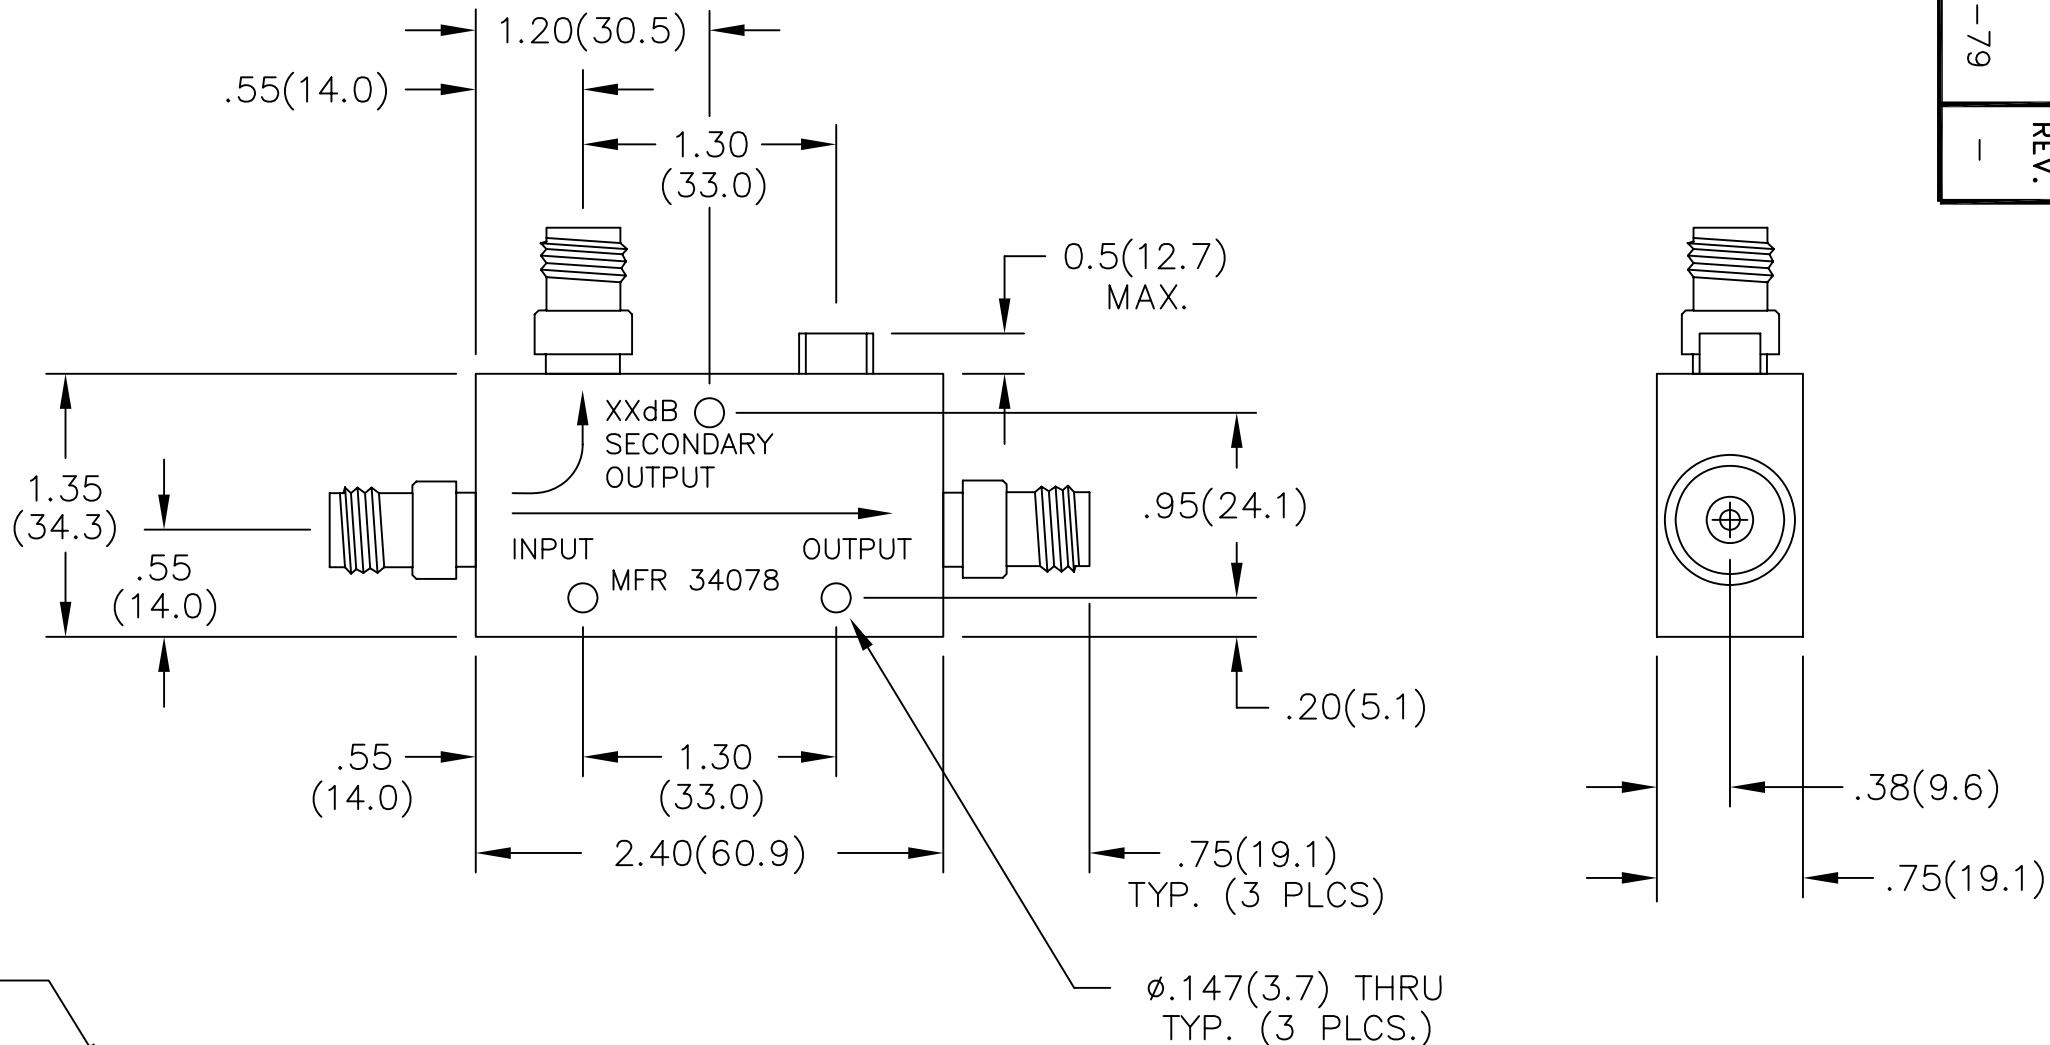 1.20(30.5)
.55(14.0)
1.30
(33.0)
0.5(12.7)
MAX.
-79
REV.
-
XXdB
SECONDARY
OUTPUT
1.35
(34.3)
.55
(14.0)
INPUT
OUTPUT
MFR 34078
.95(24.1)
.20(5.1)
.55
(14.0)
1.30
(33.0)
2.40(60.9)
.75(19.1)
TYP. (3 PLCS)
.38(9.6)
.75(19.1)
ø.147(3.7) THRU
TYP. (3 PLCS.)